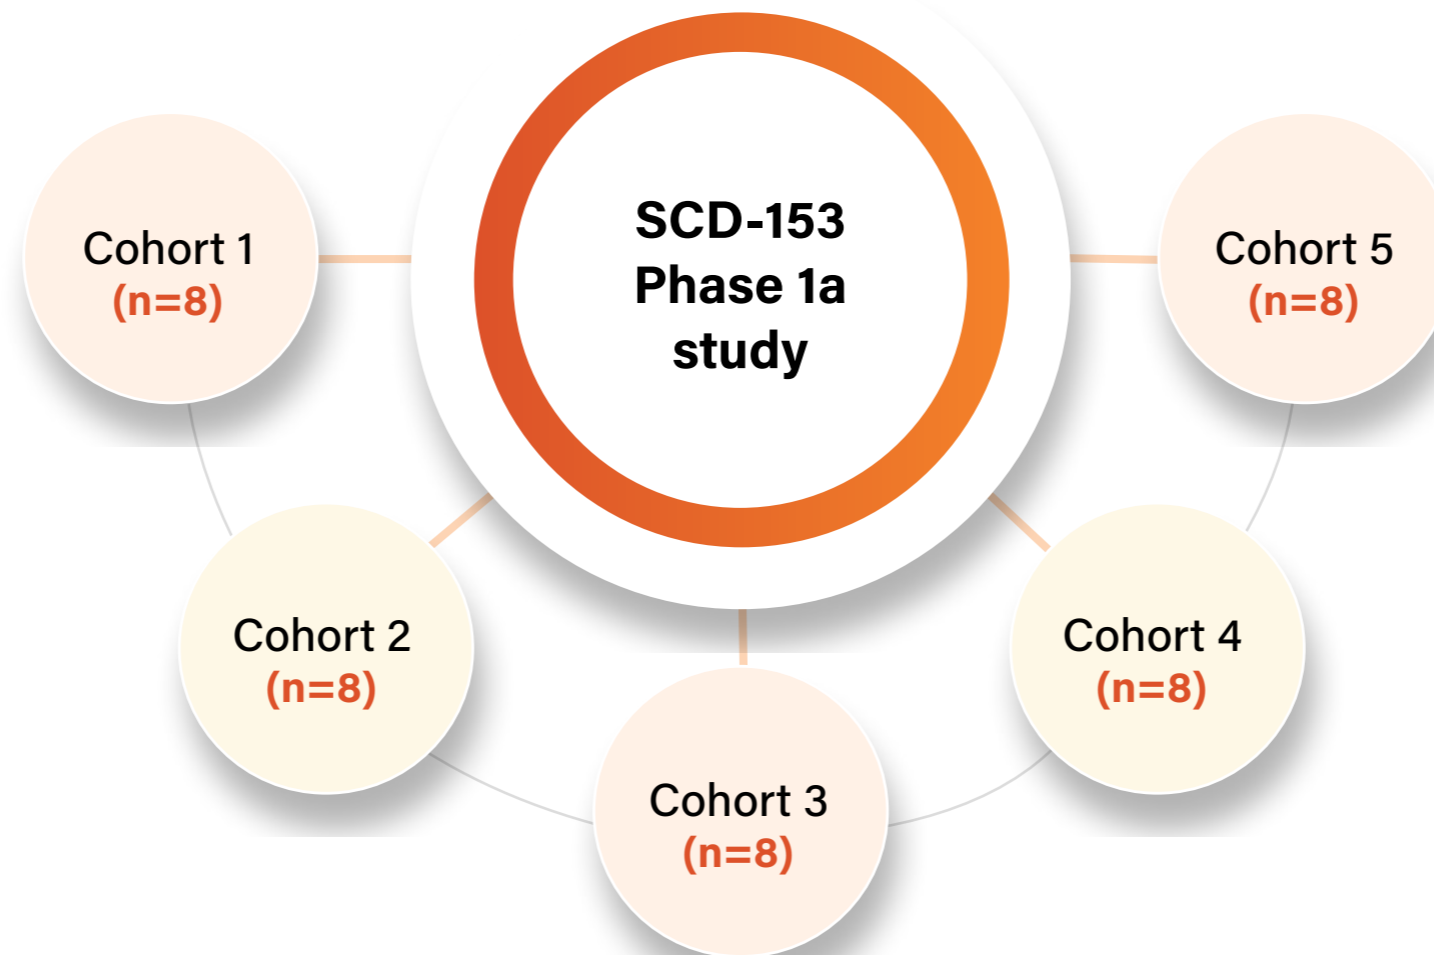 SCD-153
Phase 1a
study
Cohort 1
(n=8)
Cohort 2
(n=8)
Cohort 3
(n=8)
Cohort 4
(n=8)
Cohort 5
(n=8)